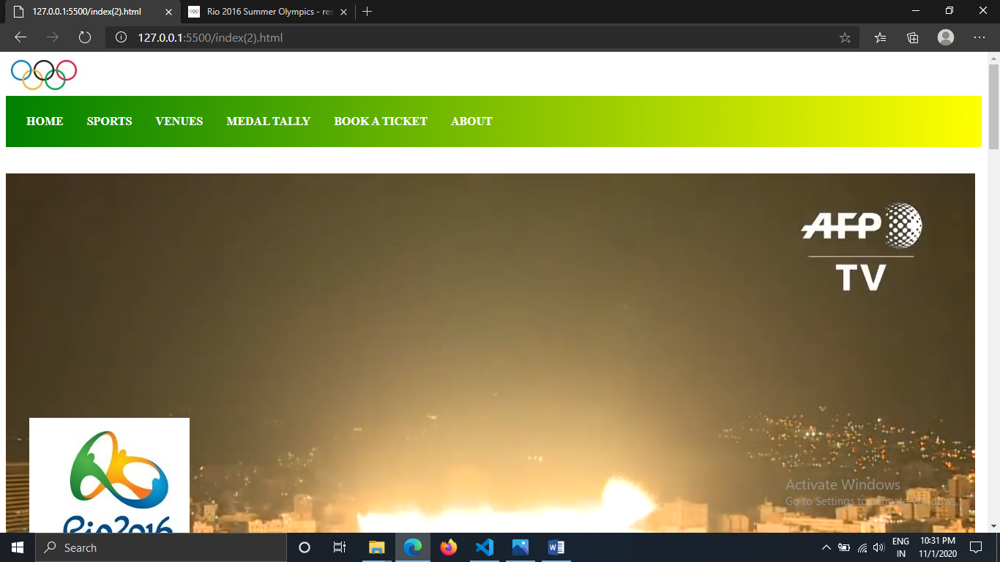 127.0.0.1:5500/index(2).html
Rio 2016 Summer Olympics - res
127.0.0.1:5500/index(2).html
HOME SPORTS VENUES MEDAL TALLY BOOK A TICKET ABOUT
AFP
TV
Activate Windows
Go to Settings to activate Windows.
Rio2016
Search
ENG
IN
10:31 PM
11/1/2020